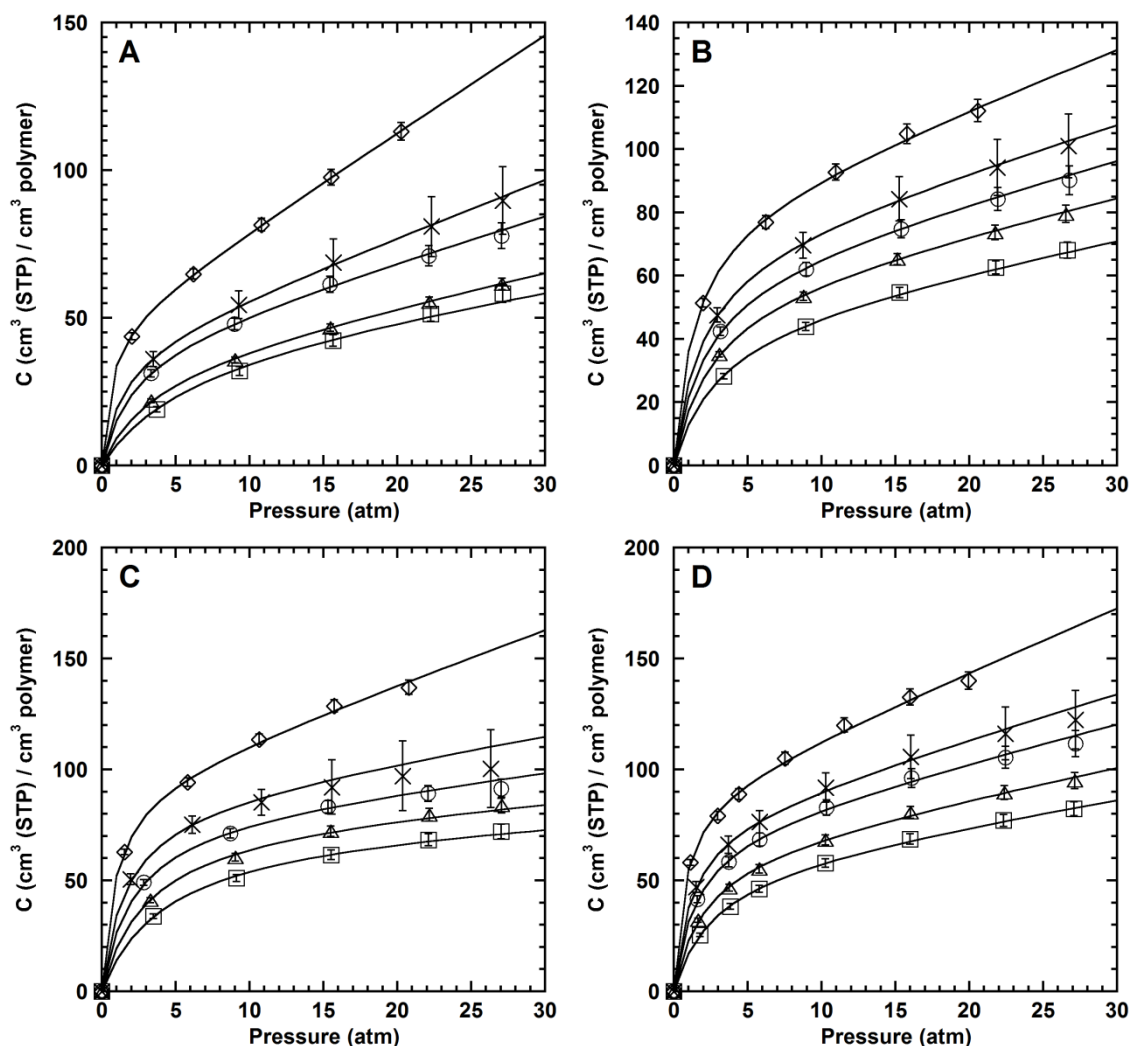 A
150
100
50
0
C (cm³ (STP) / cm³ polymer)
0 5 10 15 20 25 30
Pressure (atm)
B
140
120
100
80
60
40
20
0
C (cm³ (STP) / cm³ polymer)
0 5 10 15 20 25 30
Pressure (atm)
C
200
150
100
50
0
C (cm³ (STP) / cm³ polymer)
0 5 10 15 20 25 30
Pressure (atm)
D
200
150
100
50
0
C (cm³ (STP) / cm³ polymer)
0 5 10 15 20 25 30
Pressure (atm)